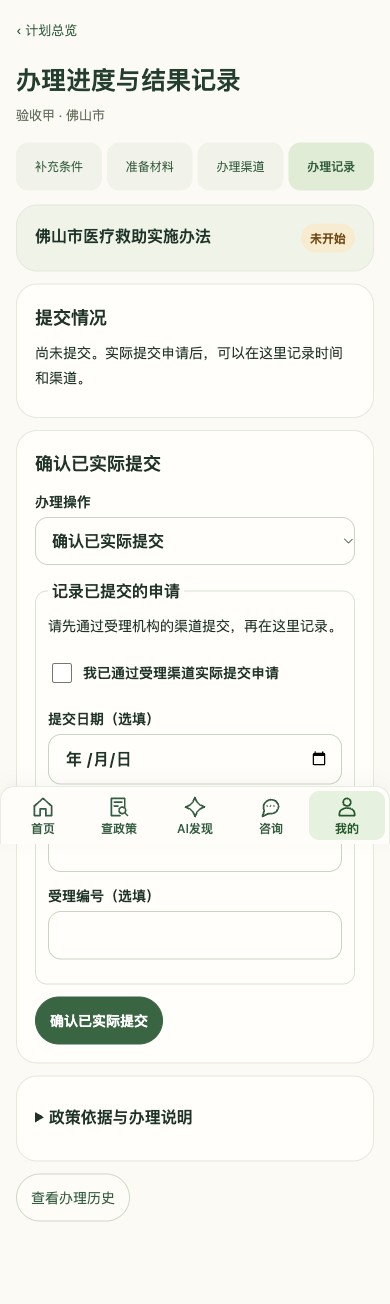 ‹ 计划总览
办理进度与结果记录
验收甲 · 佛山市
补充条件
准备材料
办理渠道
办理记录
佛山市医疗救助实施办法
未开始
提交情况
尚未提交。实际提交申请后，可以在这里记录时间
和渠道。
确认已实际提交
办理操作
确认已实际提交
记录已提交的申请
请先通过受理机构的渠道提交，再在这里记录。
我已通过受理渠道实际提交申请
提交日期（选填）
年 /月/日
首页
查政策
AI发现
咨询
我的
受理编号（选填）
确认已实际提交
▶ 政策依据与办理说明
查看办理历史